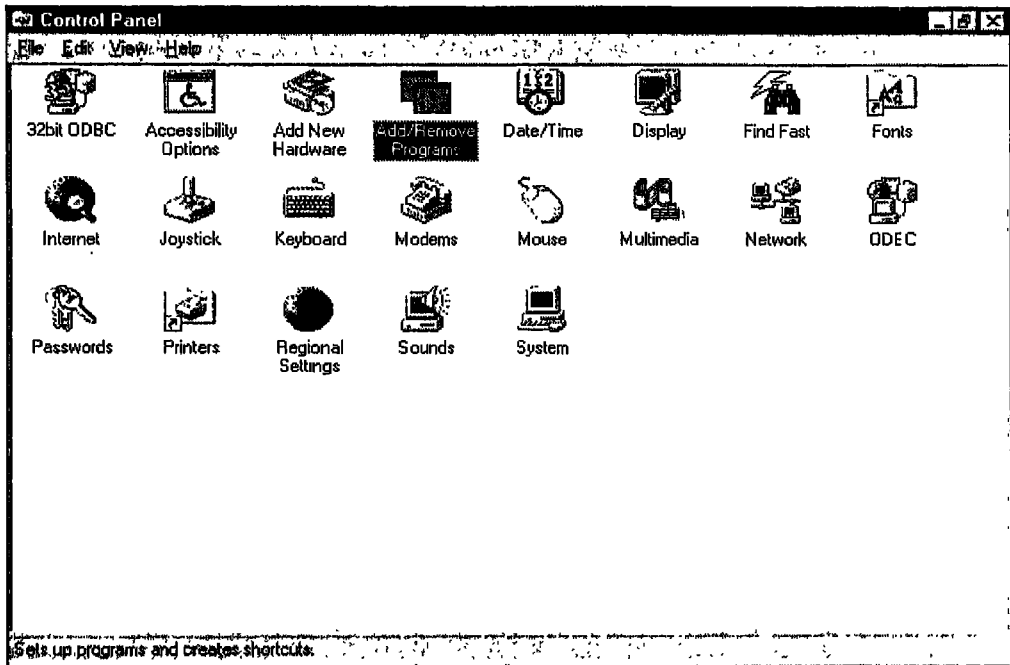 Control Panel
File Edit View Help
32bit ODBC
Accessibility
Options
Add New
Hardware
Add/Remove
Programs
Date/Time
Display
Find Fast
Fonts
Internet
Joystick
Keyboard
Modems
Mouse
Multimedia
Network
ODEC
Passwords
Printers
Regional
Settings
Sounds
System
Sets up programs and creates shortcuts.